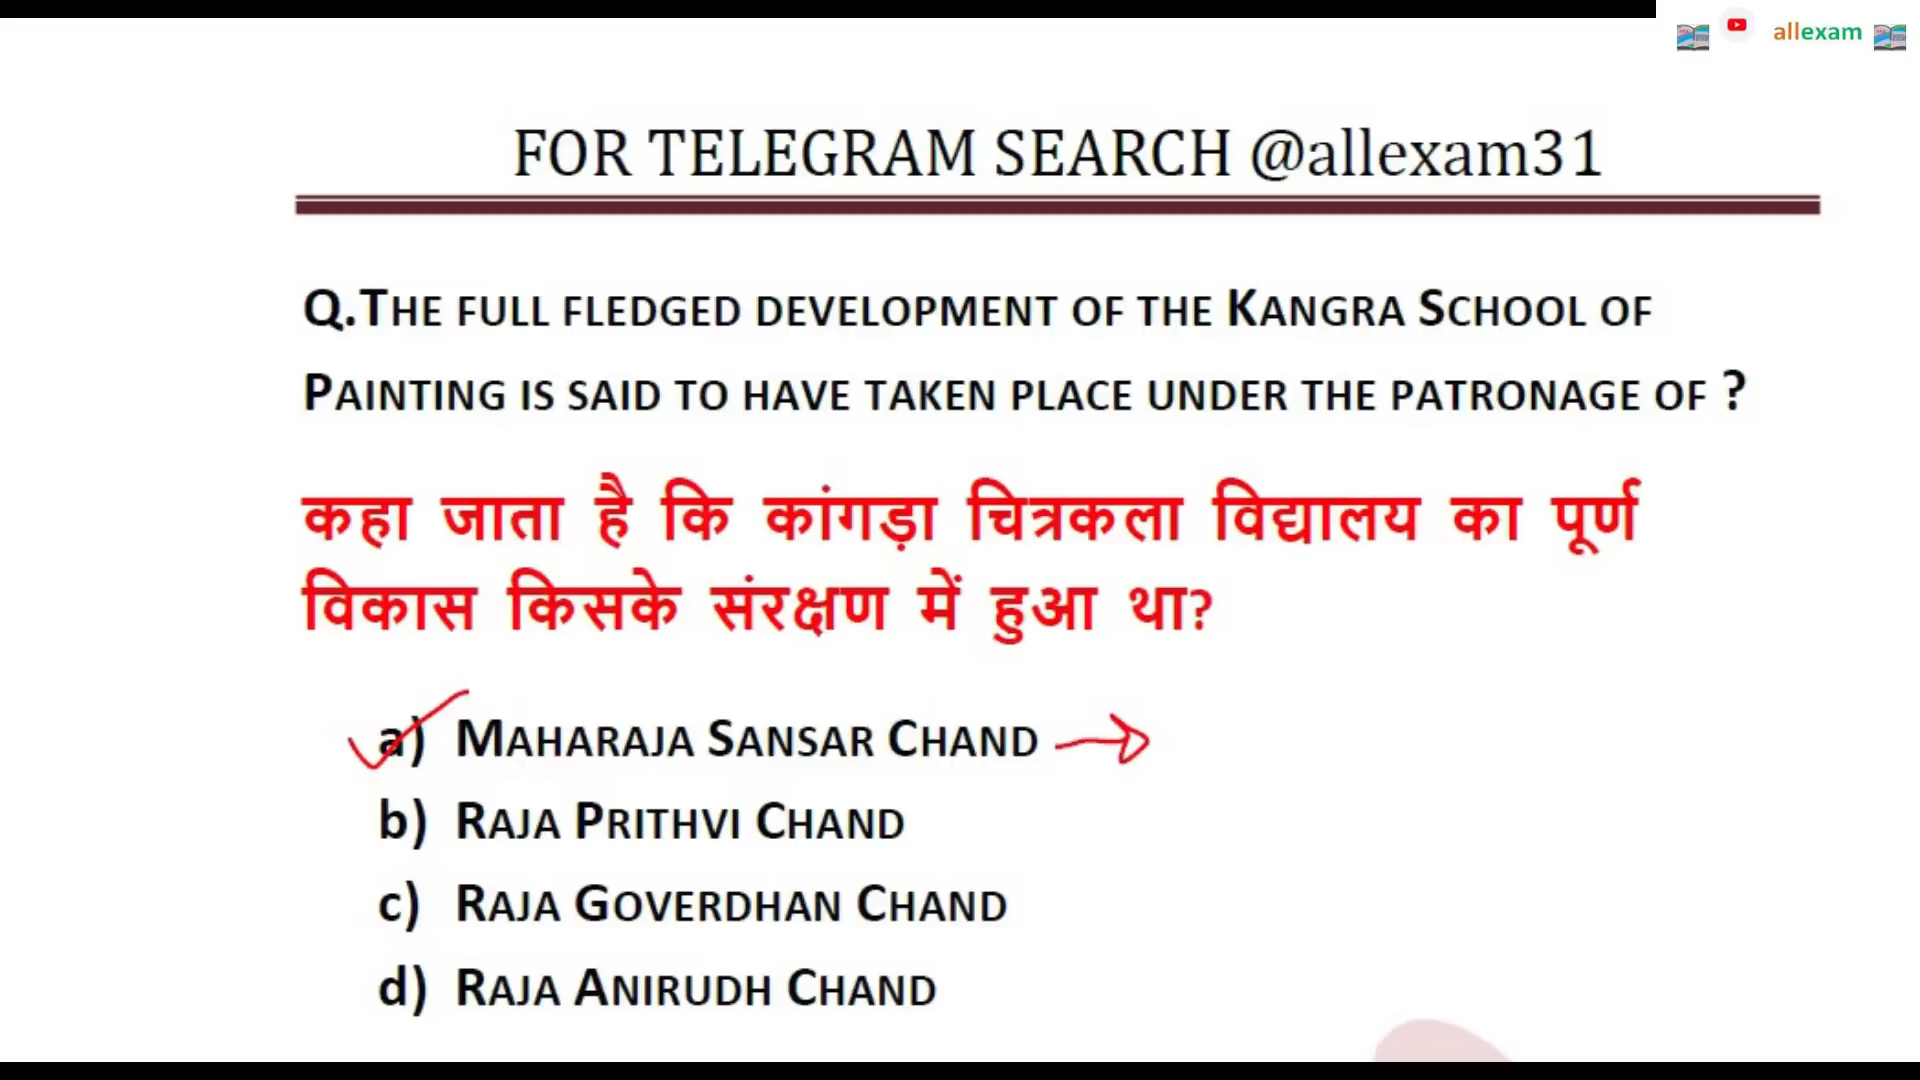 allexam
FOR TELEGRAM SEARCH @allexam31
Q.THE FULL FLEDGED DEVELOPMENT OF THE KANGRA SCHOOL OF
PAINTING IS SAID TO HAVE TAKEN PLACE UNDER THE PATRONAGE OF ?
कहा जाता है कि कांगड़ा चित्रकला विद्यालय का पूर्ण
विकास किसके संरक्षण में हुआ था?
a) MAHARAJA SANSAR CHAND
b) RAJA PRITHVI CHAND
c) RAJA GOVERDHAN CHAND
d) RAJA ANIRUDH CHAND